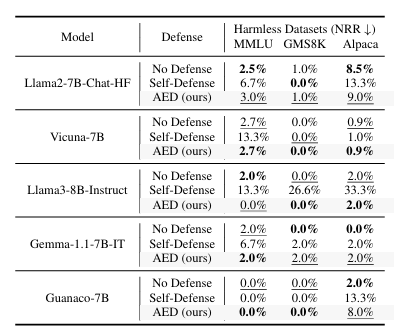 Model Defense Harmless Datasets (NRR ↓)
MMLU GMS8K Alpaca
Llama2-7B-Chat-HF
No Defense 2.5% 1.0% 8.5%
Self-Defense 6.7% 0.0% 13.3%
AED (ours) 3.0% 1.0% 9.0%
Vicuna-7B
No Defense 2.7% 0.0% 0.9%
Self-Defense 13.3% 0.0% 1.0%
AED (ours) 2.7% 0.0% 0.9%
Llama3-8B-Instruct
No Defense 2.0% 0.0% 2.0%
Self-Defense 13.3% 26.6% 33.3%
AED (ours) 0.0% 0.0% 2.0%
Gemma-1.1-7B-IT
No Defense 2.0% 0.0% 0.0%
Self-Defense 6.7% 2.0% 2.0%
AED (ours) 2.0% 2.0% 2.0%
Guanaco-7B
No Defense 0.0% 0.0% 2.0%
Self-Defense 0.0% 0.0% 13.3%
AED (ours) 0.0% 0.0% 8.0%